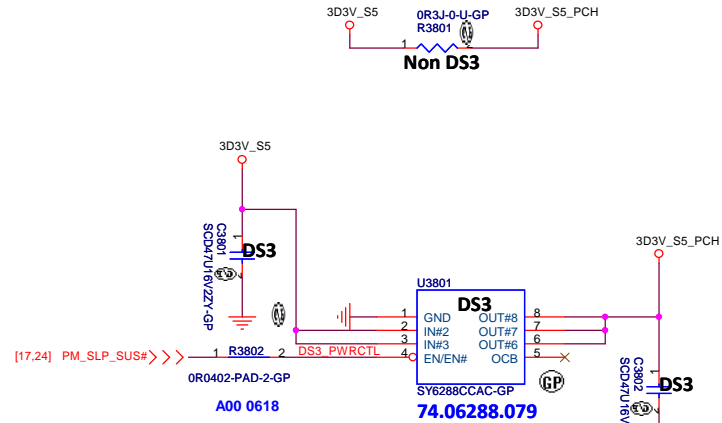 3D3V_S5
0R3J-0-U-GP
R3801
3D3V_S5_PCH
1
2
Non DS3
3D3V_S5
C3801
SCD47U16V2ZY-GP
1
DS3
2
3D3V_S5_PCH
U3801
DS3
1 GND OUT#8 8
2 IN#2 OUT#7 7
3 IN#3 OUT#6 6
4 EN/EN# OCB 5
[17,24] PM_SLP_SUS#
1 R3802 2
DS3_PWRCTL
0R0402-PAD-2-GP
A00 0618
SY6288CCAC-GP
74.06288.079
GP
C3802
SCD47U16V
1
DS3
2